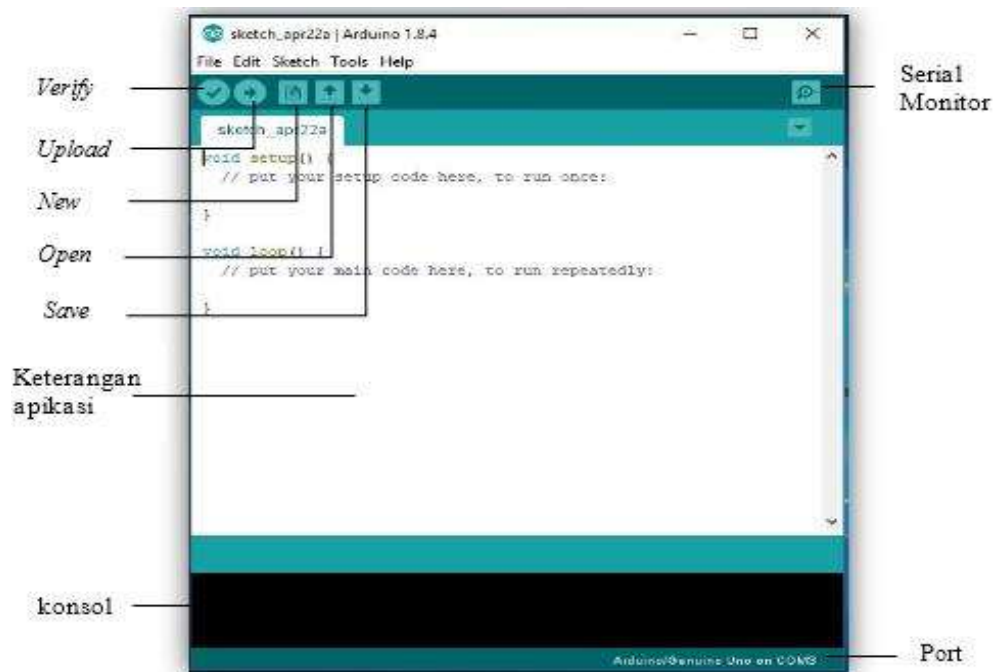 sketch_apr22a | Arduino 1.8.4
File Edit Sketch Tools Help
Verify
Upload
New
Open
Save
Keterangan
apikasi
konsol
Serial
Monitor
Port
sketch_apr22a
void setup() {
// put your setup code here, to run once:
}
void loop() {
// put your main code here, to run repeatedly:
}
Arduino/Genuino Uno on COM3